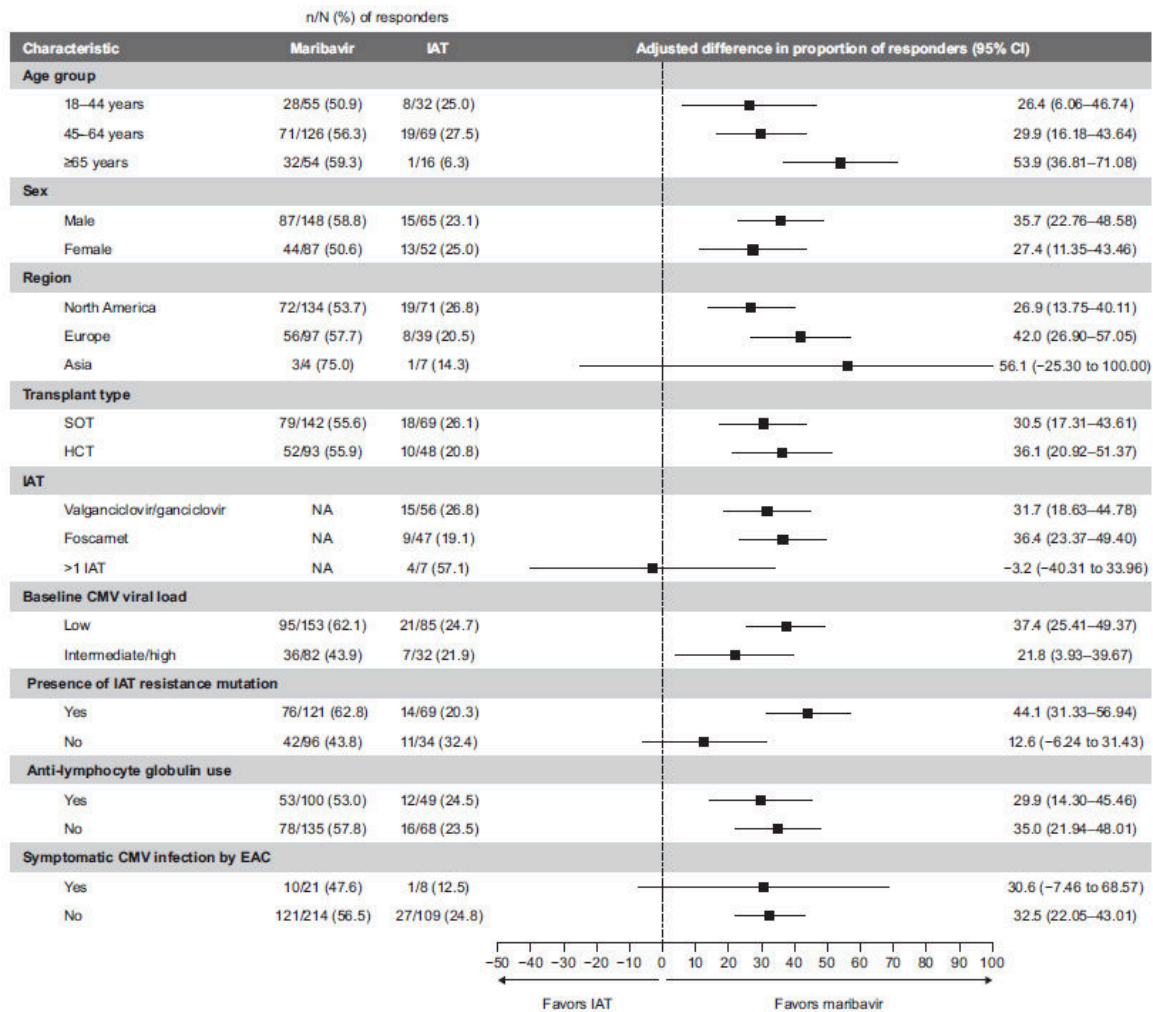 n/N (%) of responders
Characteristic Maribavir IAT Adjusted difference in proportion of responders (95% CI)
Age group
18–44 years 28/55 (50.9) 8/32 (25.0) 26.4 (6.06–46.74)
45–64 years 71/126 (56.3) 19/69 (27.5) 29.9 (16.18–43.64)
≥65 years 32/54 (59.3) 1/16 (6.3) 53.9 (36.81–71.08)
Sex
Male 87/148 (58.8) 15/65 (23.1) 35.7 (22.76–48.58)
Female 44/87 (50.6) 13/52 (25.0) 27.4 (11.35–43.46)
Region
North America 72/134 (53.7) 19/71 (26.8) 26.9 (13.75–40.11)
Europe 56/97 (57.7) 8/39 (20.5) 42.0 (26.90–57.05)
Asia 3/4 (75.0) 1/7 (14.3) 56.1 (−25.30 to 100.00)
Transplant type
SOT 79/142 (55.6) 18/69 (26.1) 30.5 (17.31–43.61)
HCT 52/93 (55.9) 10/48 (20.8) 36.1 (20.92–51.37)
IAT
Valganciclovir/ganciclovir NA 15/56 (26.8) 31.7 (18.63–44.78)
Foscarnet NA 9/47 (19.1) 36.4 (23.37–49.40)
>1 IAT NA 4/7 (57.1) −3.2 (−40.31 to 33.96)
Baseline CMV viral load
Low 95/153 (62.1) 21/85 (24.7) 37.4 (25.41–49.37)
Intermediate/high 36/82 (43.9) 7/32 (21.9) 21.8 (3.93–39.67)
Presence of IAT resistance mutation
Yes 76/121 (62.8) 14/69 (20.3) 44.1 (31.33–56.94)
No 42/96 (43.8) 11/34 (32.4) 12.6 (−6.24 to 31.43)
Anti-lymphocyte globulin use
Yes 53/100 (53.0) 12/49 (24.5) 29.9 (14.30–45.46)
No 78/135 (57.8) 16/68 (23.5) 35.0 (21.94–48.01)
Symptomatic CMV infection by EAC
Yes 10/21 (47.6) 1/8 (12.5) 30.6 (−7.46 to 68.57)
No 121/214 (56.5) 27/109 (24.8) 32.5 (22.05–43.01)
−50 −40 −30 −20 −10 0 10 20 30 40 50 60 70 80 90 100
Favors IAT Favors maribavir